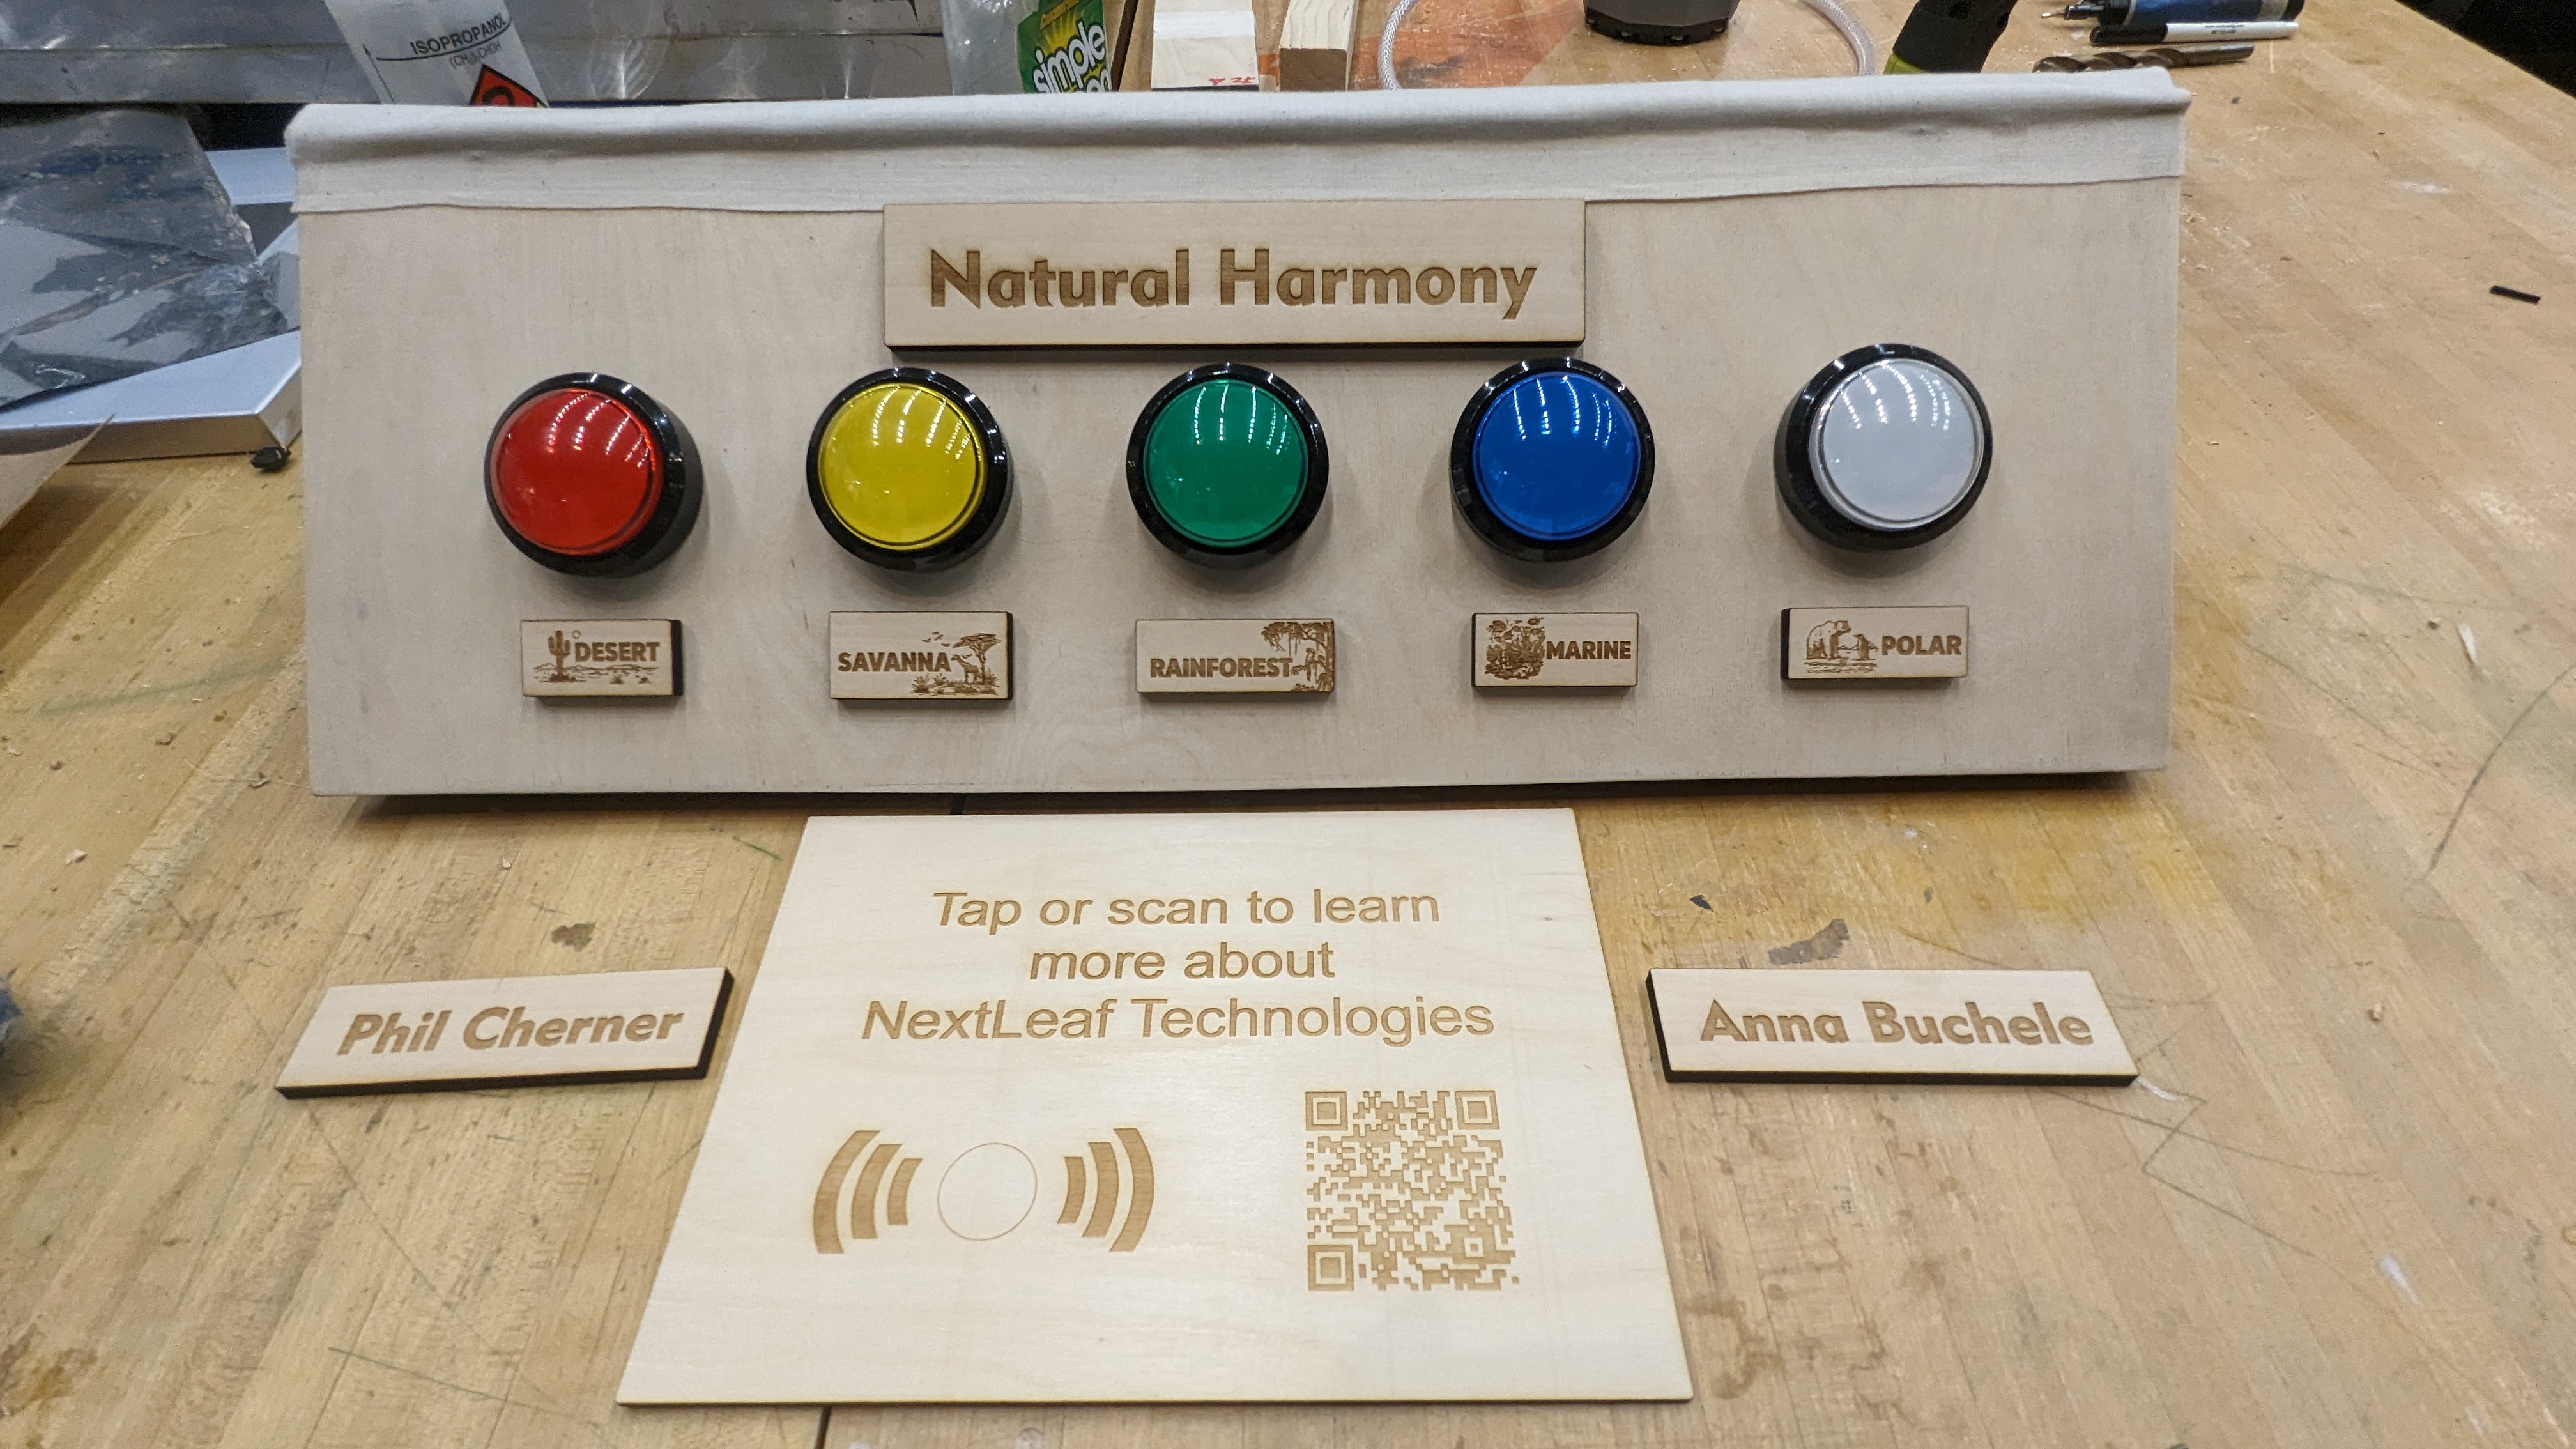 ISOPROPANOL
simple
Natural Harmony
DESERT
SAVANNA
RAINFOREST
MARINE
POLAR
Tap or scan to learn
more about
NextLeaf Technologies
Phil Cherner
Anna Buchele